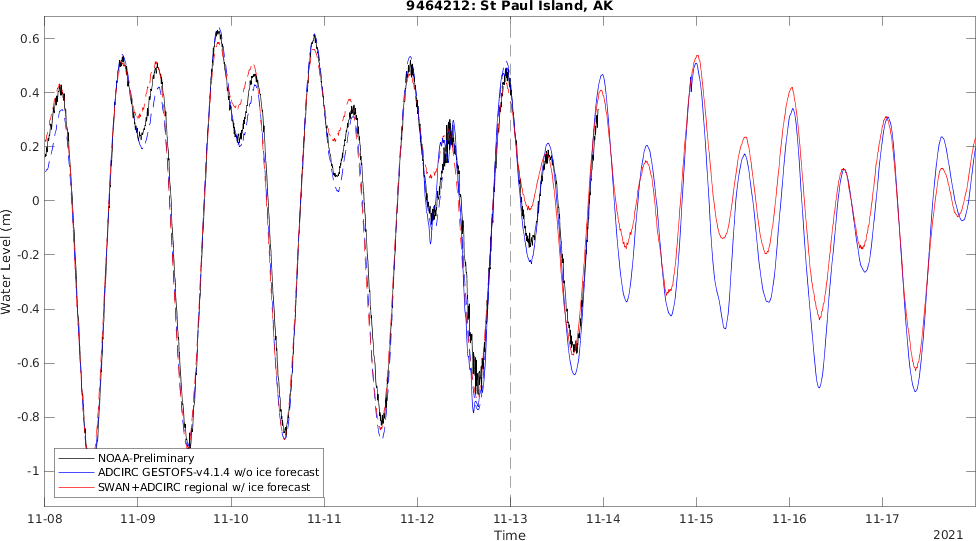 9464212: St Paul Island, AK
0.6
0.4
0.2
0
-0.2
-0.4
-0.6
-0.8
-1
Water Level (m)
NOAA-Preliminary
ADCIRC GESTOFS-v4.1.4 w/o ice forecast
SWAN+ADCIRC regional w/ ice forecast
11-08 11-09 11-10 11-11 11-12 11-13 11-14 11-15 11-16 11-17
Time
2021